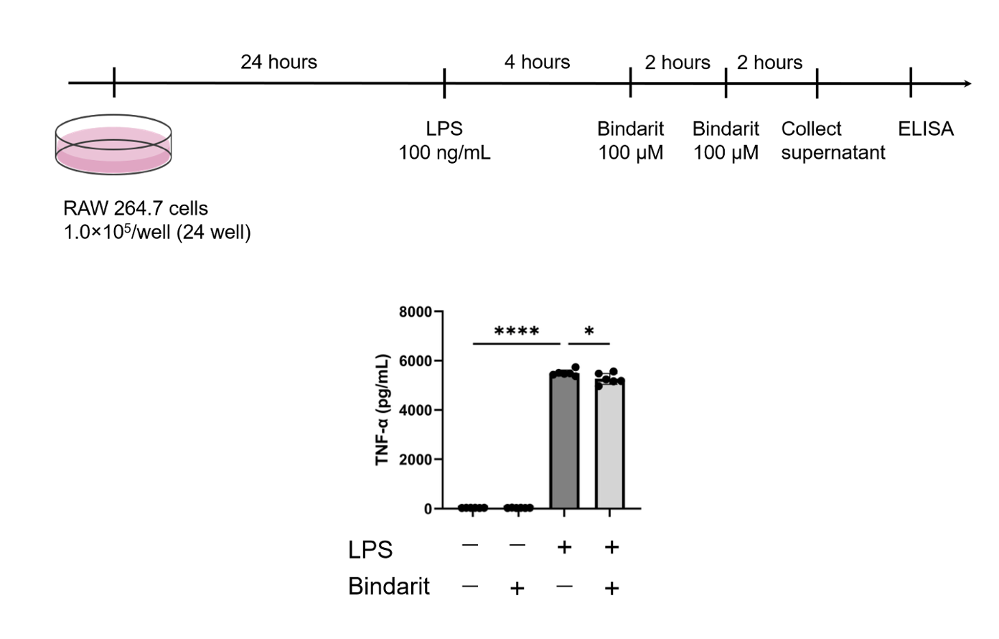 24 hours
4 hours
2 hours
2 hours
LPS
100 ng/mL
Bindarit
100 µM
Bindarit
100 µM
Collect
supernatant
ELISA
RAW 264.7 cells
1.0×10⁵/well (24 well)
8000
6000
4000
2000
0
TNF-α (pg/mL)
****
*
LPS — — + +
Bindarit — + — +